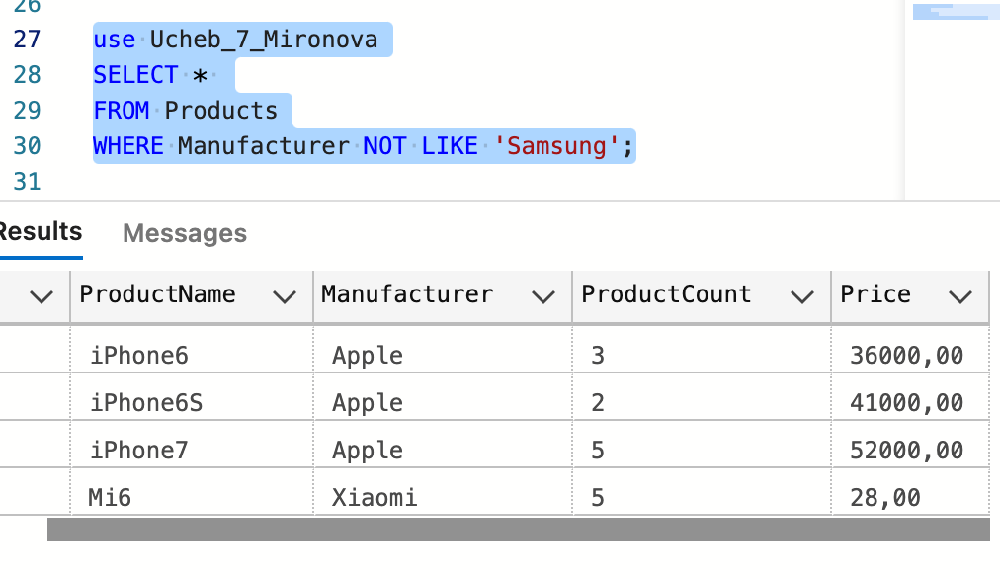 26
27 use Ucheb_7_Mironova
28 SELECT *
29 FROM Products
30 WHERE Manufacturer NOT LIKE 'Samsung';
31
Results Messages
ProductName Manufacturer ProductCount Price
iPhone6 Apple 3 36000,00
iPhone6S Apple 2 41000,00
iPhone7 Apple 5 52000,00
Mi6 Xiaomi 5 28,00